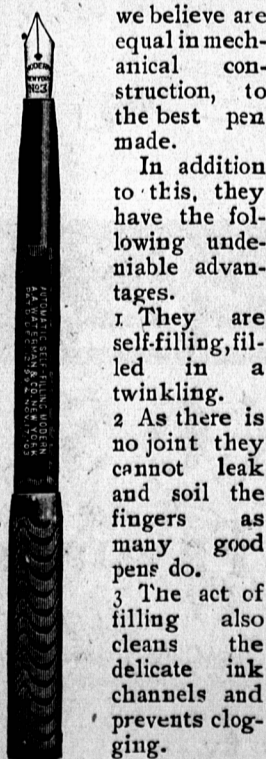 we believe are
equal in mech-
anical con-
struction, to
the best pen
made.
In addition
to this, they
have the fol-
lowing unde-
niable advan-
tages.
1 They are
self-filling, fil-
led in a
twinkling.
2 As there is
no joint they
cannot leak
and soil the
fingers as
many good
pens do.
3 The act of
filling also
cleans the
delicate ink
channels and
prevents clog-
ging.
MODERN
NEW YORK
No 3
AUTOMATIC SELF-FILLING MODERN
A.A. WATERMAN & CO. NEW YORK